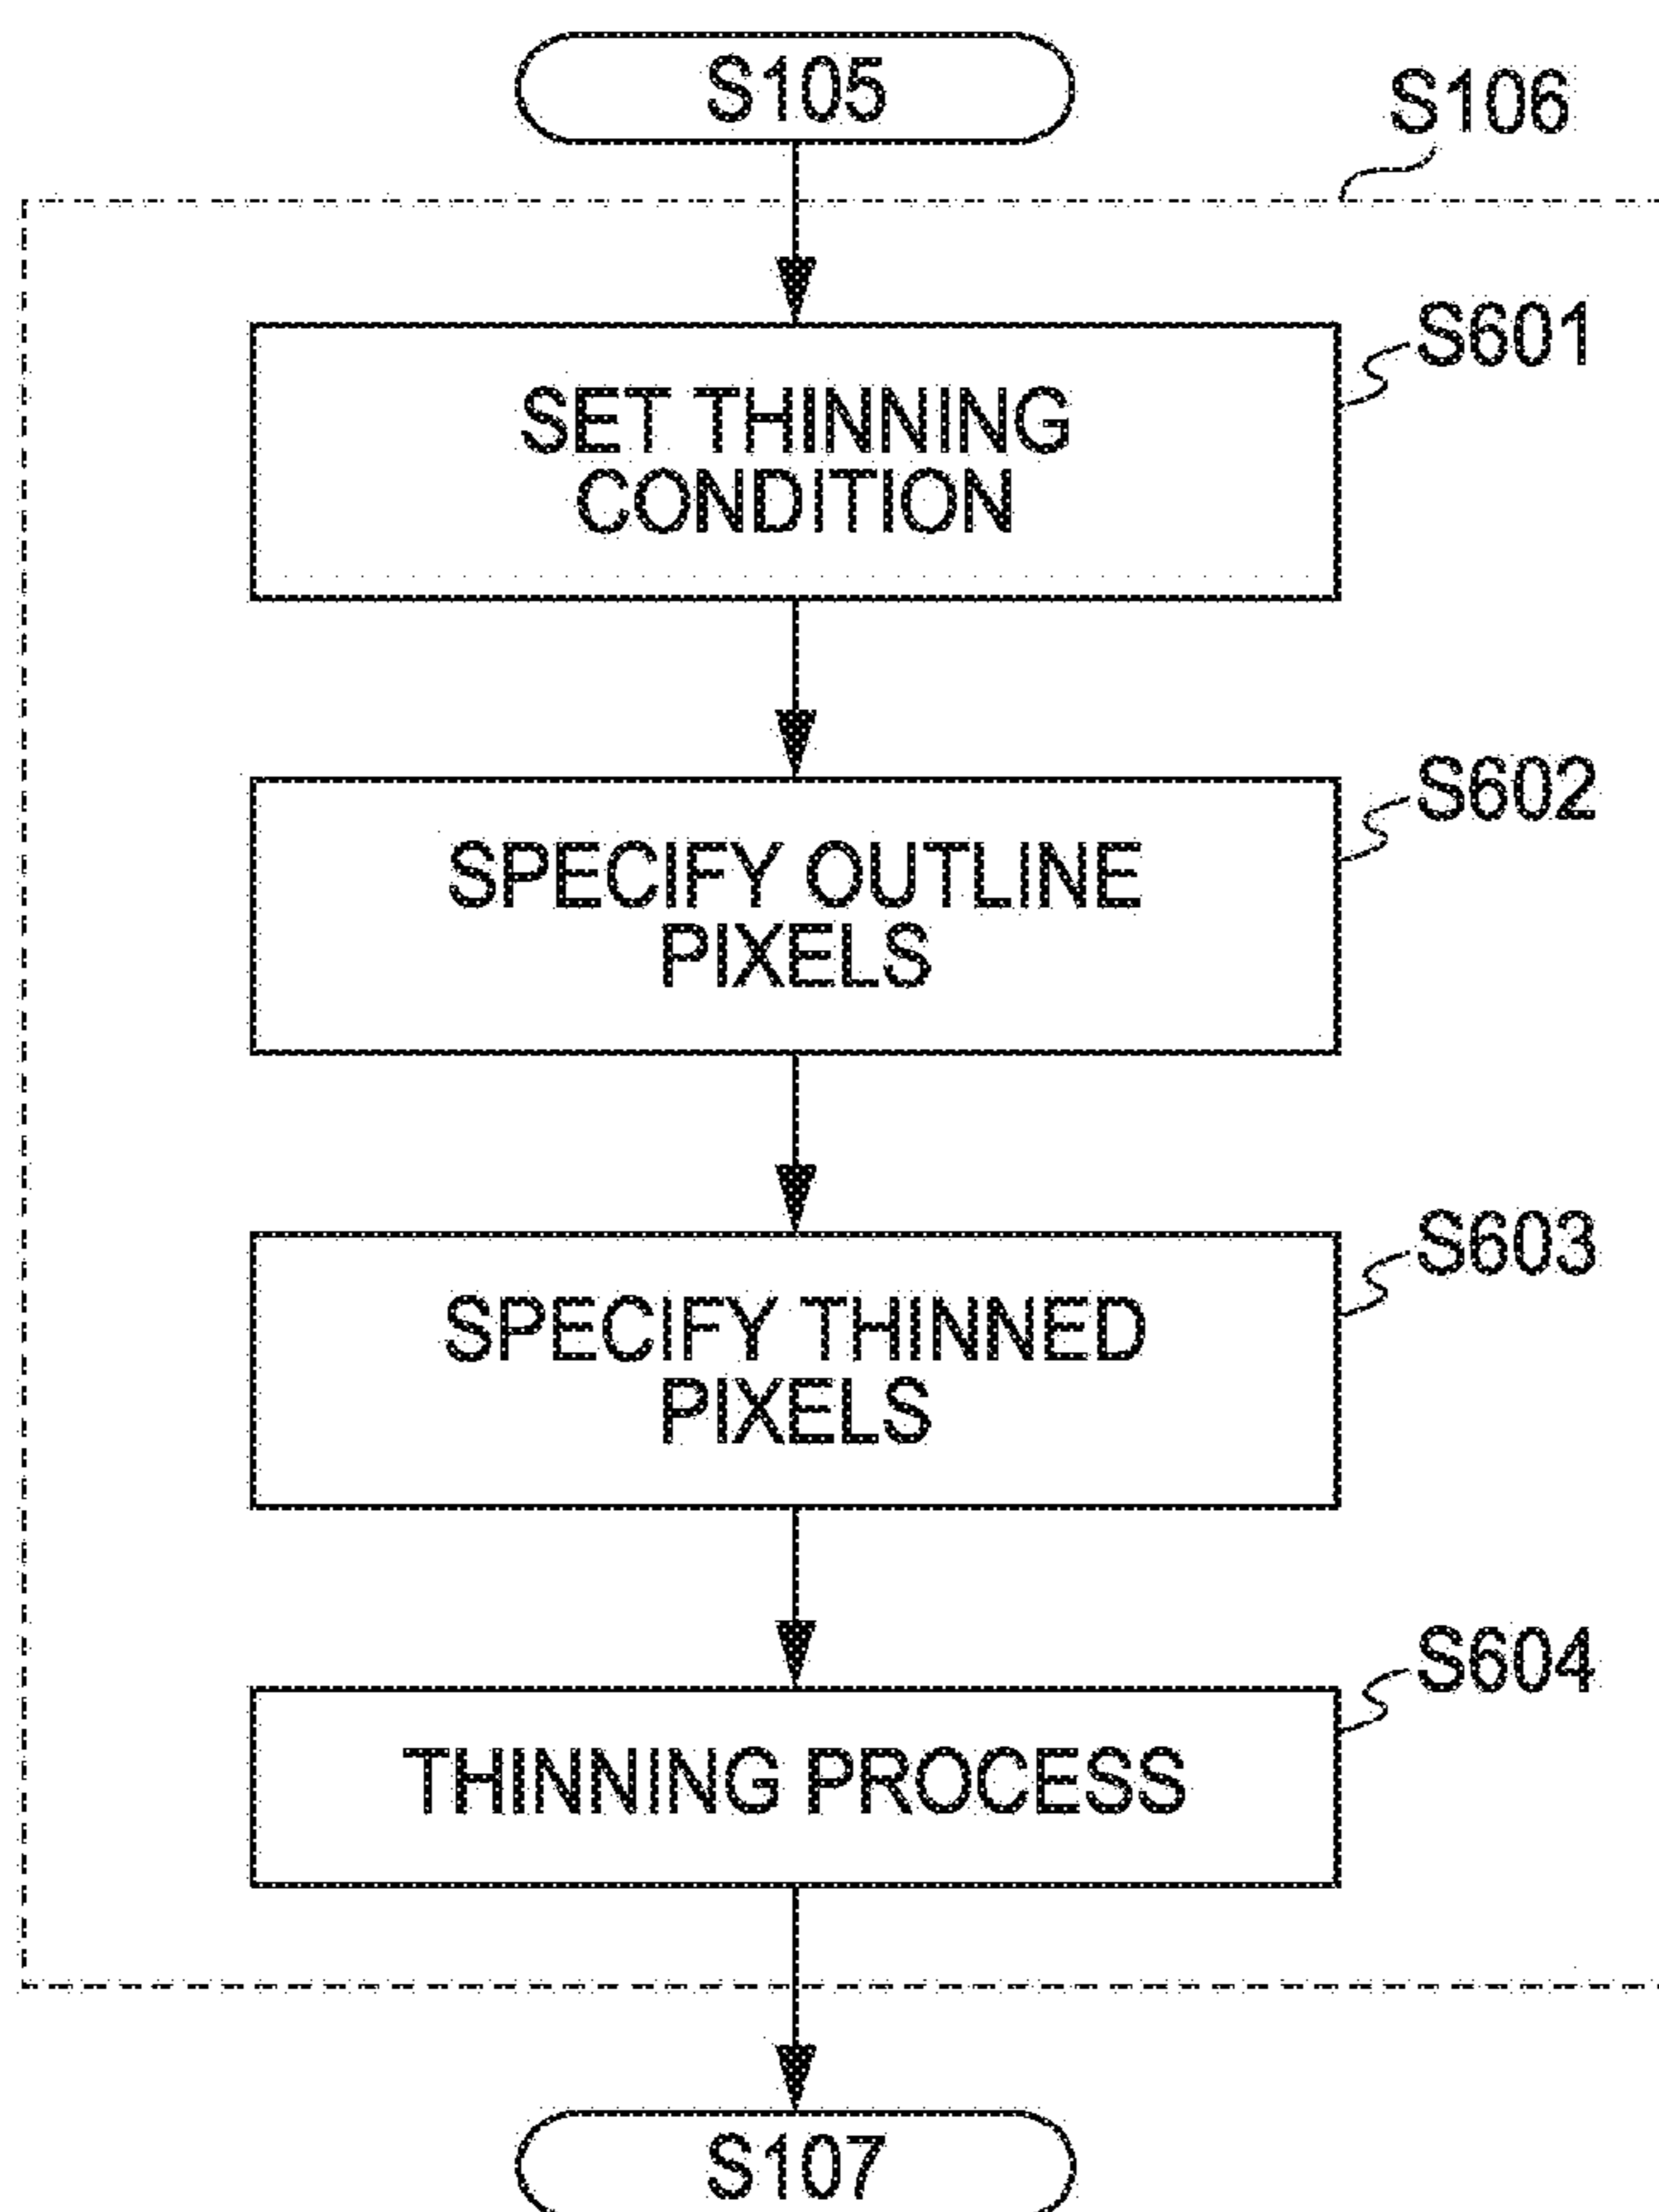 S105
S106
S601
SET THINNING
CONDITION
S602
SPECIFY OUTLINE
PIXELS
S603
SPECIFY THINNED
PIXELS
S604
THINNING PROCESS
S107